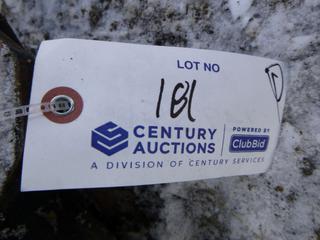 LOT NO
181
CENTURY
AUCTIONS
POWERED BY
ClubBid
A DIVISION OF CENTURY SERVICES